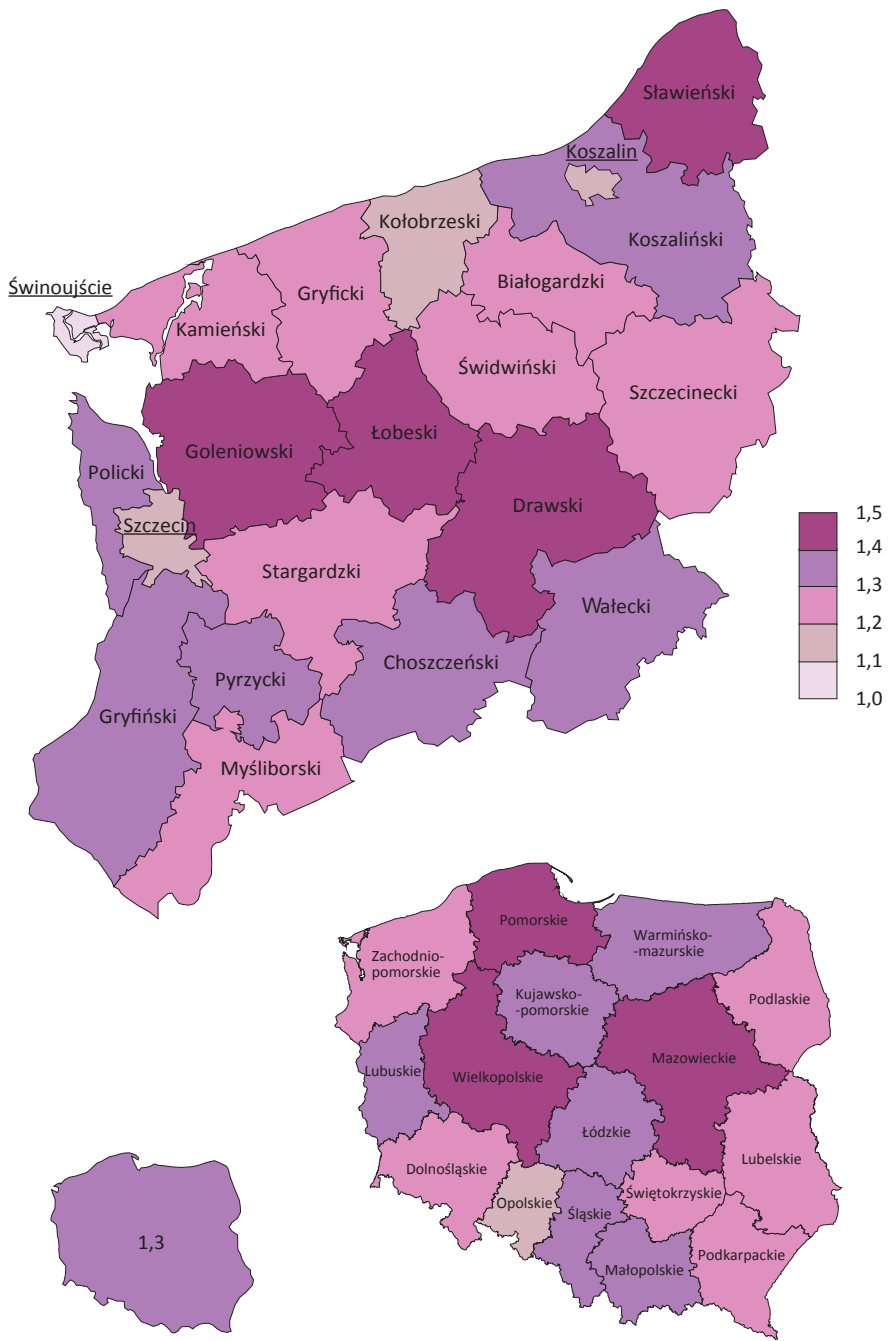 Sławieński
Koszalin
Kołobrzeski
Koszaliński
Białogardzki
Gryficki
Świnoujście
Kamieński
Świdwiński
Szczecinecki
Łobeski
Goleniowski
Policki
Drawski
Szczecin
Stargardzki
Wałecki
Choszczeński
Pyrzycki
Gryfiński
Myśliborski
1,5
1,4
1,3
1,2
1,1
1,0
Pomorskie
Warmińsko-
-mazurskie
Zachodnio-
pomorskie
Kujawsko-
-pomorskie
Podlaskie
Mazowieckie
Lubuskie
Wielkopolskie
Łódzkie
Lubelskie
Dolnośląskie
Świętokrzyskie
Opolskie
Śląskie
Podkarpackie
Małopolskie
1,3